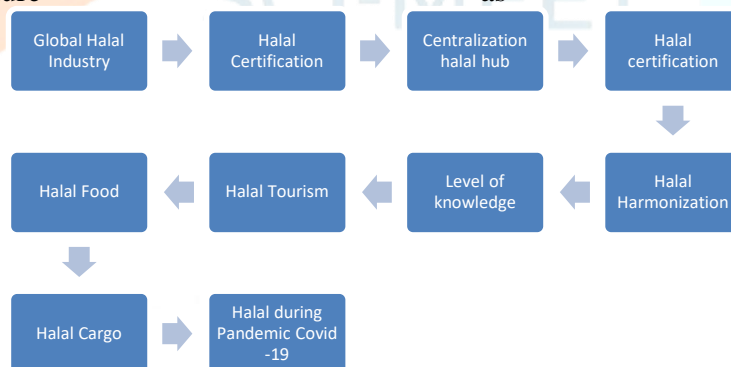 Global Halal
Industry
Halal
Certification
Centralization
halal hub
Halal
certification
Halal
Harmonization
Level of
knowledge
Halal Tourism
Halal Food
Halal Cargo
Halal during
Pandemic Covid
-19